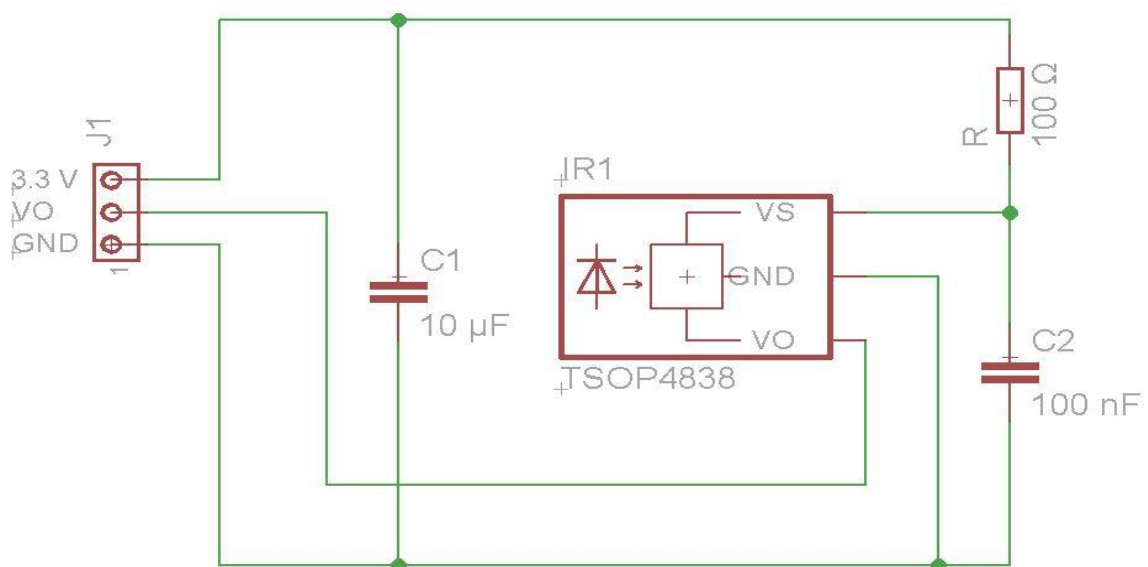 J1
3.3 V
VO
GND
1
C1
10 µF
IR1
VS
GND
VO
TSOP4838
R
100 Ω
C2
100 nF